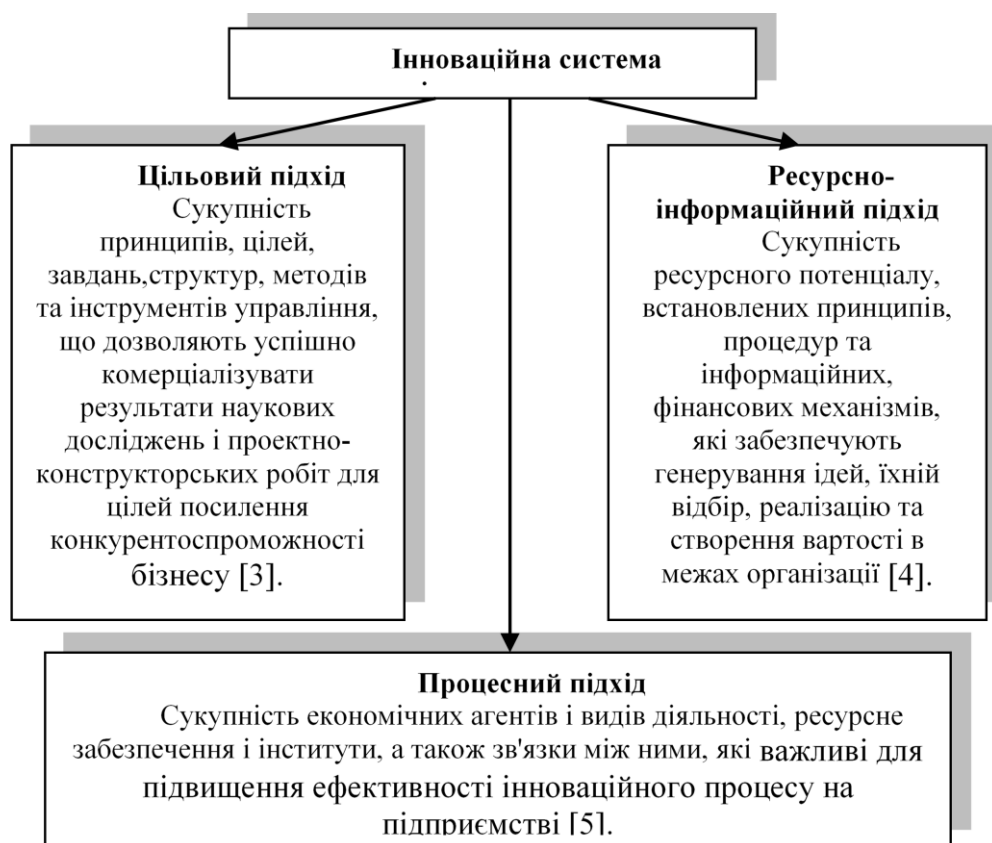 Інноваційна система
.
Цільовий підхід
Сукупність
принципів, цілей,
завдань,структур, методів
та інструментів управління,
що дозволяють успішно
комерціалізувати
результати наукових
досліджень і проектно-
конструкторських робіт для
цілей посилення
конкурентоспроможності
бізнесу [3].
Ресурсно-
інформаційний підхід
Сукупність
ресурсного потенціалу,
встановлених принципів,
процедур та
інформаційних,
фінансових механізмів,
які забезпечують
генерування ідей, їхній
відбір, реалізацію та
створення вартості в
межах організації [4].
Процесний підхід
Сукупність економічних агентів і видів діяльності, ресурсне
забезпечення і інститути, а також зв'язки між ними, які важливі для
підвищення ефективності інноваційного процесу на
підприємстві [5].